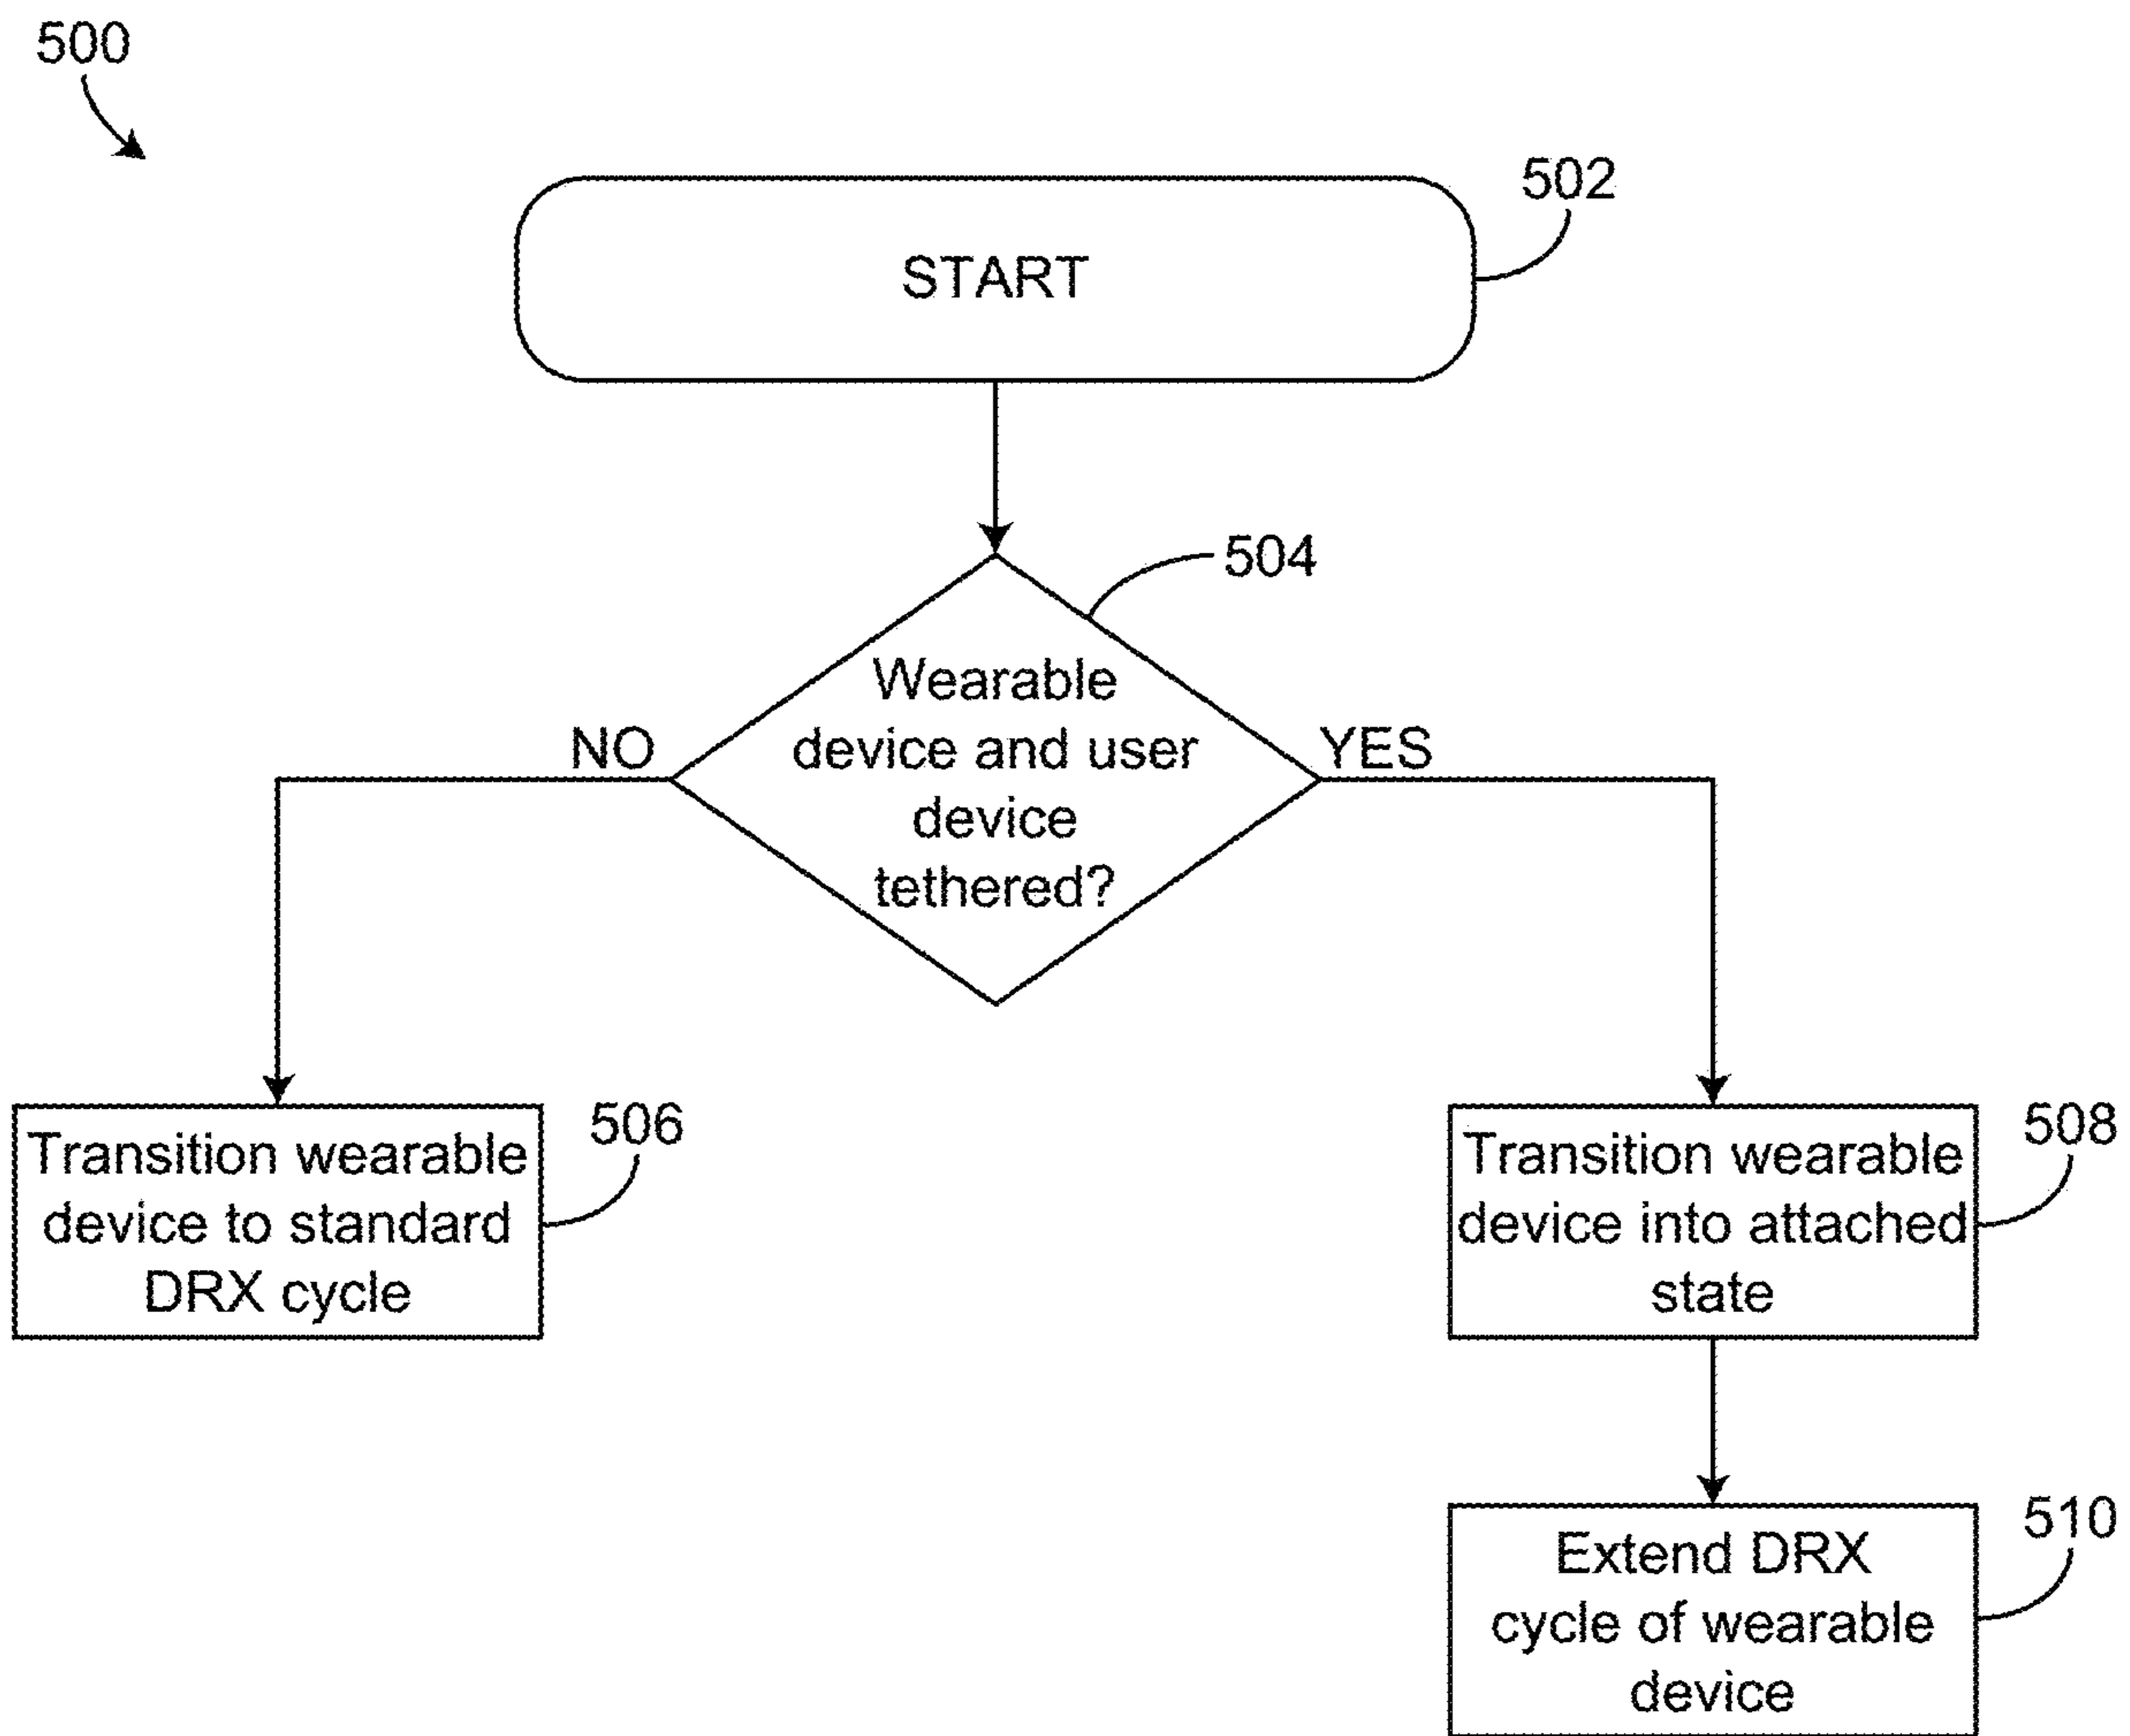 500
502
START
504
Wearable
device and user
device
tethered?
NO
YES
506
Transition wearable
device to standard
DRX cycle
508
Transition wearable
device into attached
state
510
Extend DRX
cycle of wearable
device